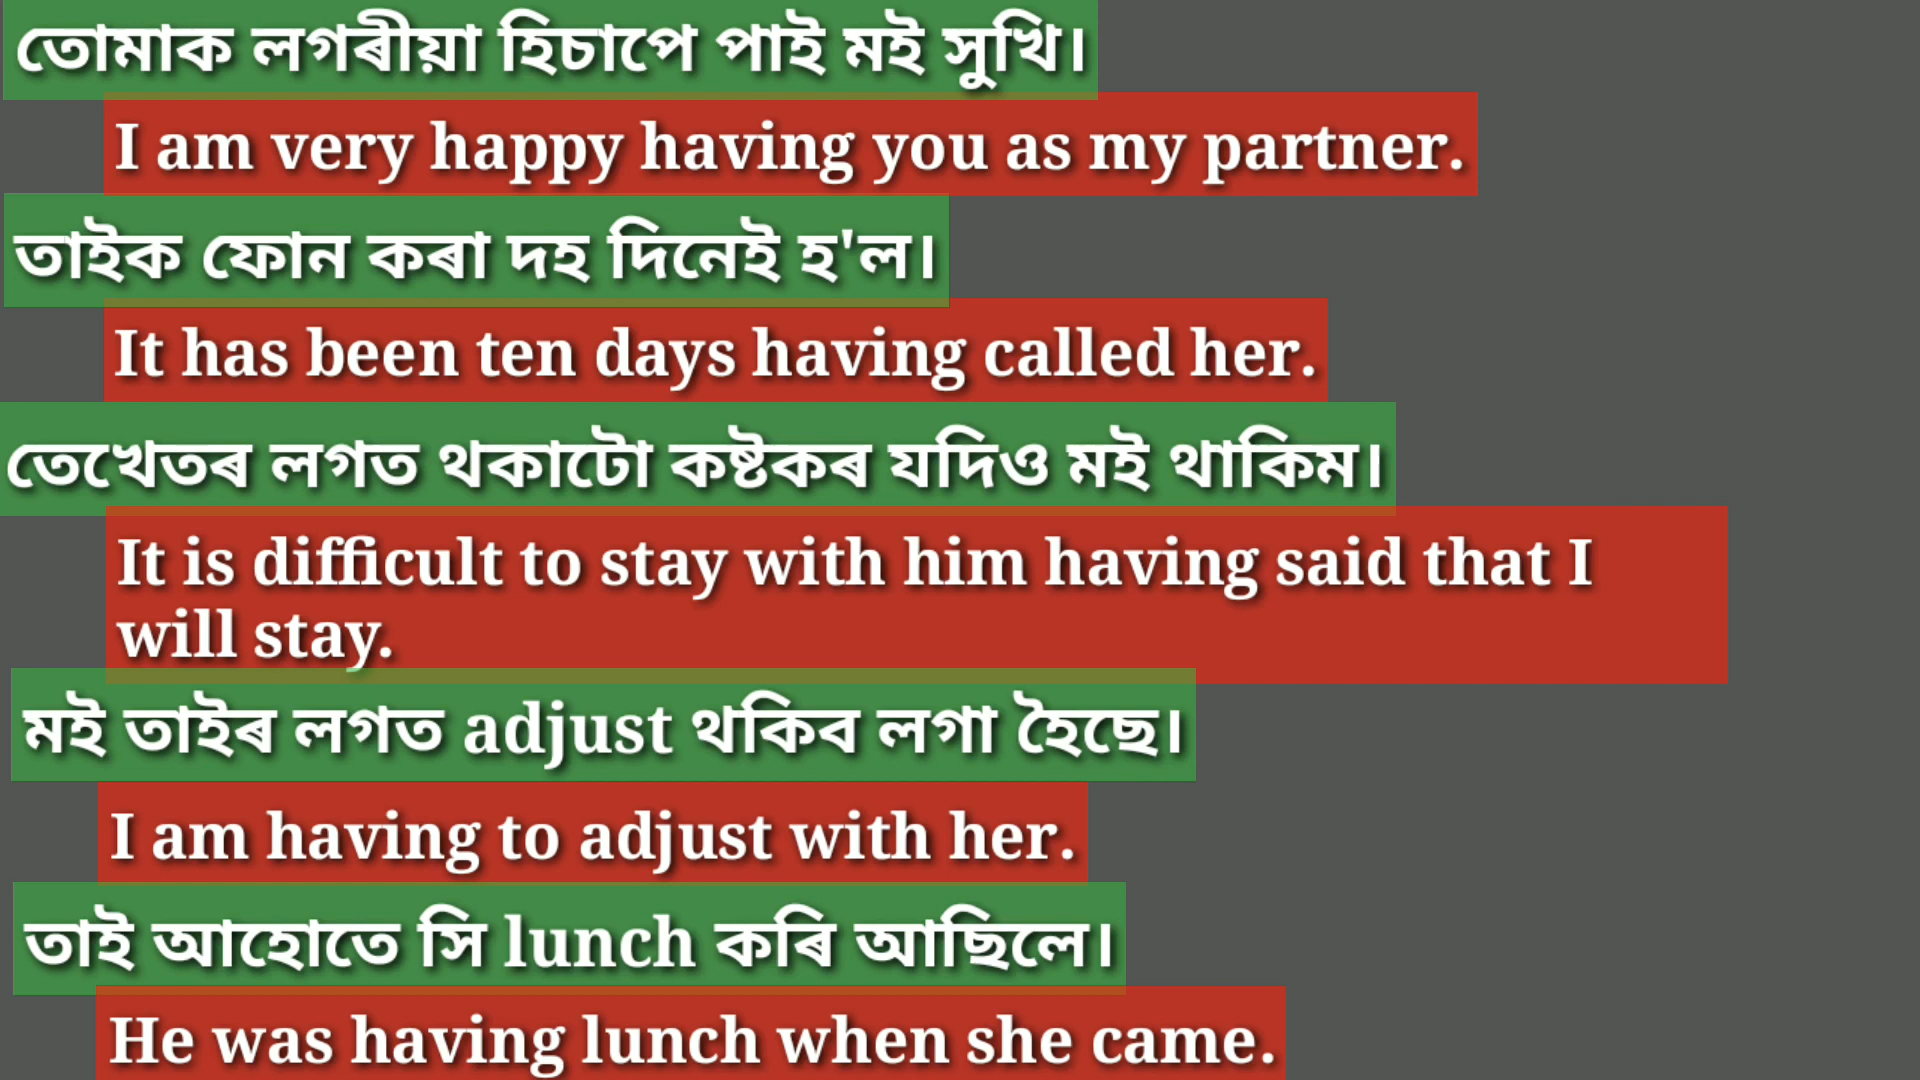 তোমাক লগৰীয়া হিচাপে পাই মই সুখি।
I am very happy having you as my partner.
তাইক ফোন কৰা দহ দিনেই হ'ল।
It has been ten days having called her.
তেখেতৰ লগত থকাটো কষ্টকৰ যদিও মই থাকিম।
It is difficult to stay with him having said that I
will stay.
মই তাইৰ লগত adjust থকিব লগা হৈছে।
I am having to adjust with her.
তাই আহোতে সি lunch কৰি আছিলে।
He was having lunch when she came.